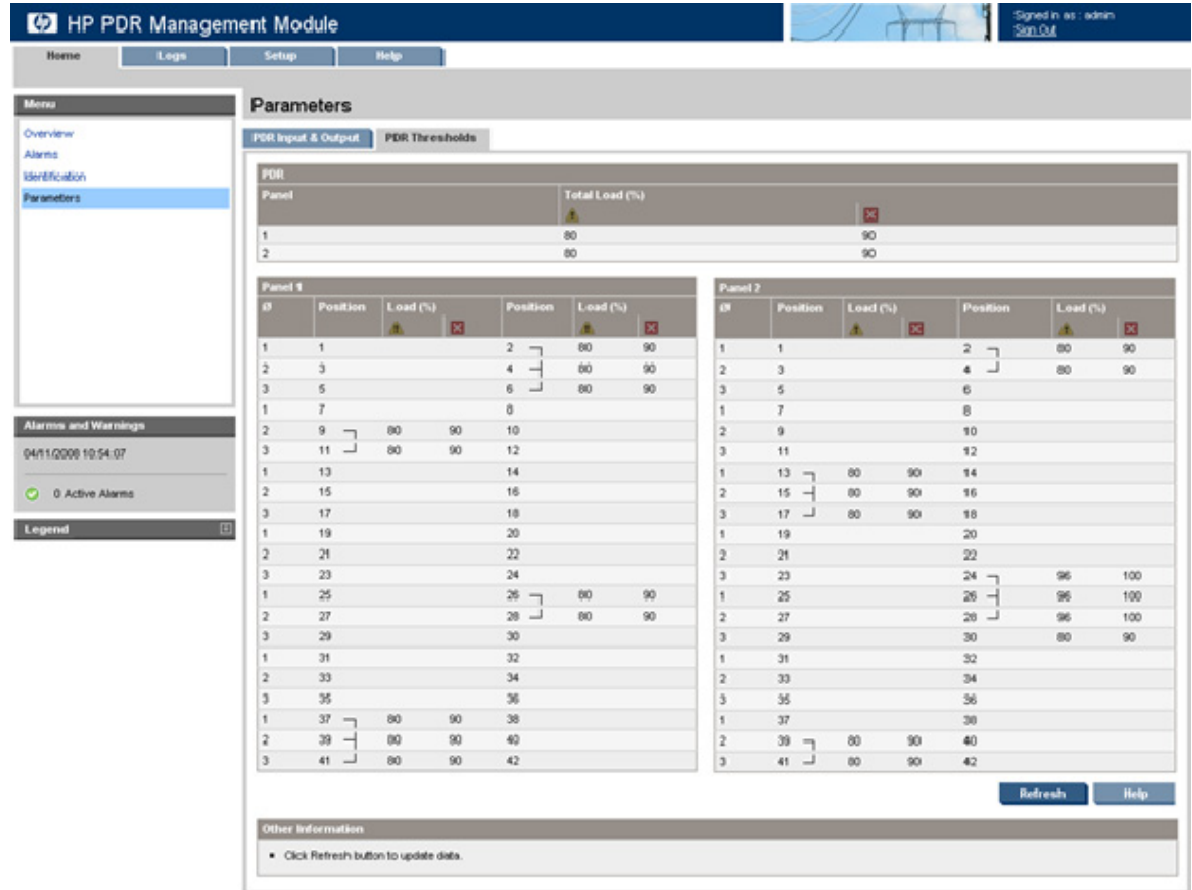 hp HP PDR Management Module
Signed in as : admin
Sign Out
Home Logs Setup Help
Menu
Overview
Alarms
Identification
Parameters
Alarms and Warnings
04/11/2008 10:54:07
0 Active Alarms
Legend
Parameters
PDR Input & Output PDR Thresholds
PDR
Panel Total Load (%)
1 80 90
2 80 90
Panel 1
Ø Position Load (%) Position Load (%)
1 1 2 80 90
2 3 4 80 90
3 5 6 80 90
1 7 8
2 9 80 90 10
3 11 80 90 12
1 13 14
2 15 16
3 17 18
1 19 20
2 21 22
3 23 24
1 25 26 80 90
2 27 28 80 90
3 29 30
1 31 32
2 33 34
3 35 36
1 37 80 90 38
2 39 80 90 40
3 41 80 90 42
Panel 2
Ø Position Load (%) Position Load (%)
1 1 2 80 90
2 3 4 80 90
3 5 6
1 7 8
2 9 10
3 11 12
1 13 80 90 14
2 15 80 90 16
3 17 80 90 18
1 19 20
2 21 22
3 23 24 96 100
1 25 26 96 100
2 27 28 96 100
3 29 30 80 90
1 31 32
2 33 34
3 35 36
1 37 38
2 39 80 90 40
3 41 80 90 42
Refresh Help
Other Information
▪ Click Refresh button to update data.